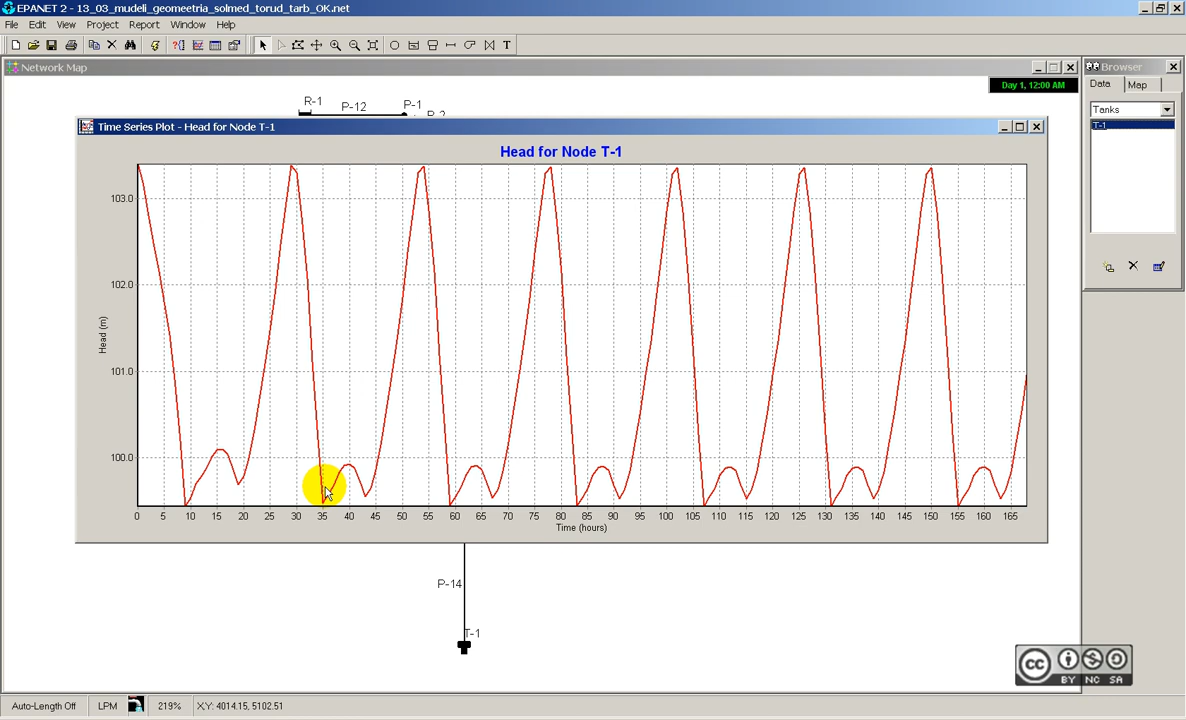 EPANET 2 - 13_03_mudeli_geomeetria_solmed_torud_tarb_OK.net
File Edit View Project Report Window Help
Network Map
Day 1, 12:00 AM
Browser
Data Map
Tanks
T-1
R-1 P-12 P-1
Time Series Plot - Head for Node T-1
Head for Node T-1
103.0
102.0
101.0
100.0
Head (m)
0 5 10 15 20 25 30 35 40 45 50 55 60 65 70 75 80 85 90 95 100 105 110 115 120 125 130 135 140 145 150 155 160 165
Time (hours)
P-14
T-1
cc
BY NC SA
Auto-Length Off LPM 219% X,Y: 4014.15, 5102.51